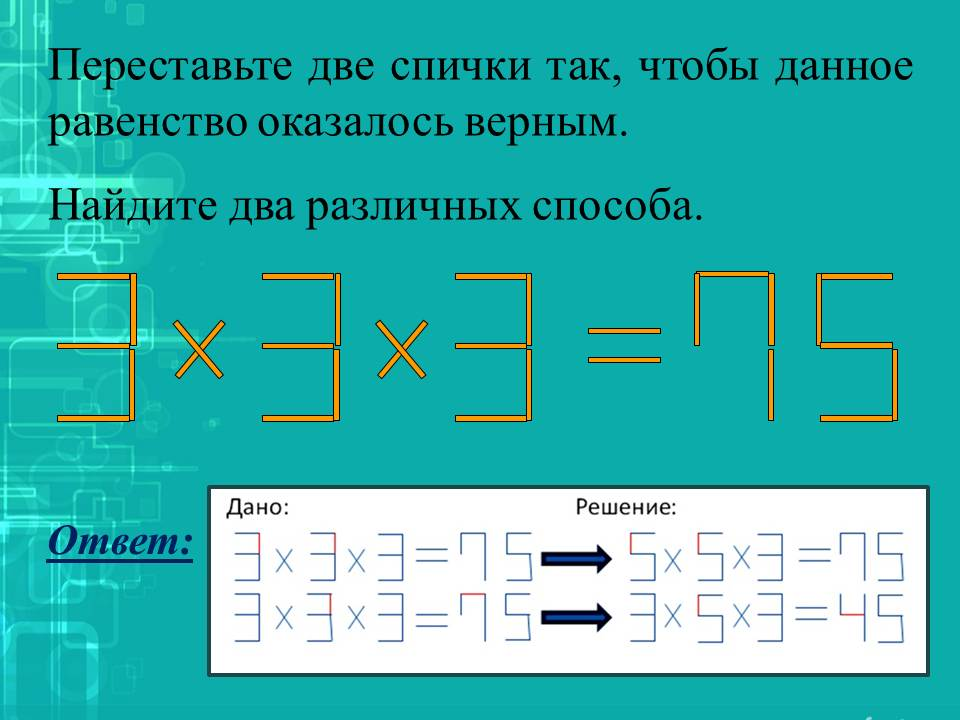 Переставьте две спички так, чтобы данное
равенство оказалось верным.
Найдите два различных способа.
3 × 3 × 3 = 75
Ответ:
Дано: Решение:
3 × 3 × 3 = 75 5 × 5 × 3 = 75
3 × 3 × 3 = 75 3 × 5 × 3 = 45